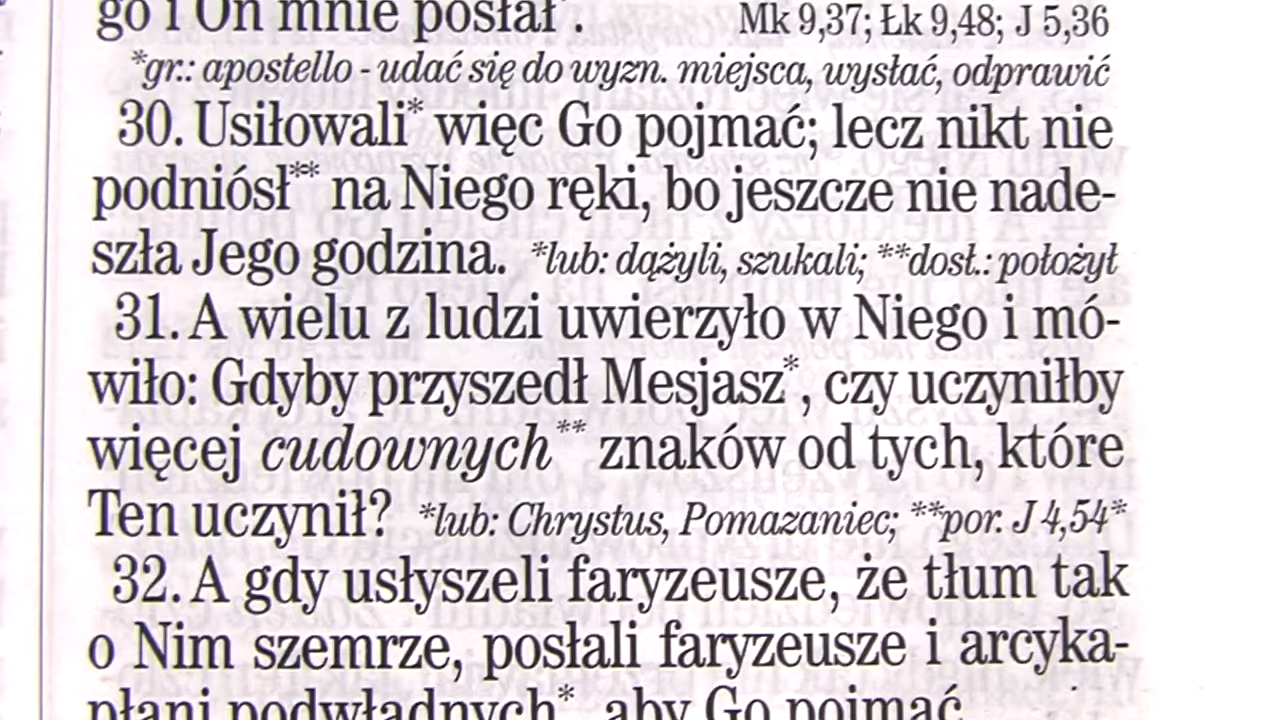 go i On mnie posłał*. Mk 9,37; Łk 9,48; J 5,36
*gr.: apostello - udać się do wyzn. miejsca, wysłać, odprawić
30. Usiłowali* więc Go pojmać; lecz nikt nie
podniósł** na Niego ręki, bo jeszcze nie nade-
szła Jego godzina. *lub: dążyli, szukali; **dosł.: położył
31. A wielu z ludzi uwierzyło w Niego i mó-
wiło: Gdyby przyszedł Mesjasz*, czy uczyniłby
więcej cudownych** znaków od tych, które
Ten uczynił? *lub: Chrystus, Pomazaniec; **por. J 4,54*
32. A gdy usłyszeli faryzeusze, że tłum tak
o Nim szemrze, posłali faryzeusze i arcyka-
płani podwładnych*, aby Go pojmać.